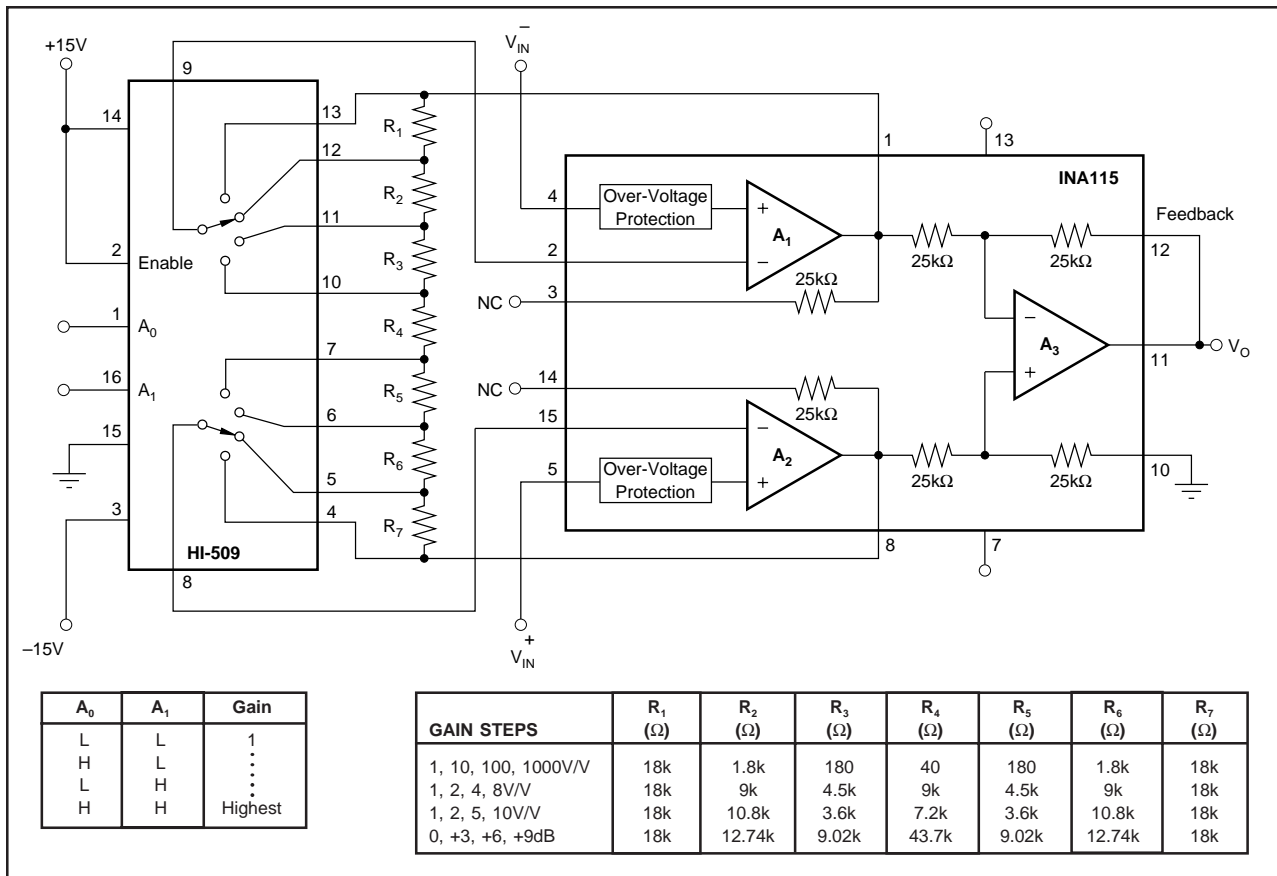 +15V
9
14
2
Enable
1
A₀
16
A₁
15
3
–15V
HI-509
8
13
12
11
10
7
6
5
4
R₁
R₂
R₃
R₄
R₅
R₆
R₇
V_IN^–
4
Over-Voltage
Protection
+
A₁
–
2
NC
3
25kΩ
1
13
INA115
25kΩ
25kΩ
Feedback
12
–
A₃
+
11
V_O
NC
14
25kΩ
15
–
A₂
+
5
Over-Voltage
Protection
25kΩ
25kΩ
10
8
7
V_IN^+
A₀ A₁ Gain
L L 1
H L
L H
H H Highest
GAIN STEPS R₁ (Ω) R₂ (Ω) R₃ (Ω) R₄ (Ω) R₅ (Ω) R₆ (Ω) R₇ (Ω)
1, 10, 100, 1000V/V 18k 1.8k 180 40 180 1.8k 18k
1, 2, 4, 8V/V 18k 9k 4.5k 9k 4.5k 9k 18k
1, 2, 5, 10V/V 18k 10.8k 3.6k 7.2k 3.6k 10.8k 18k
0, +3, +6, +9dB 18k 12.74k 9.02k 43.7k 9.02k 12.74k 18k